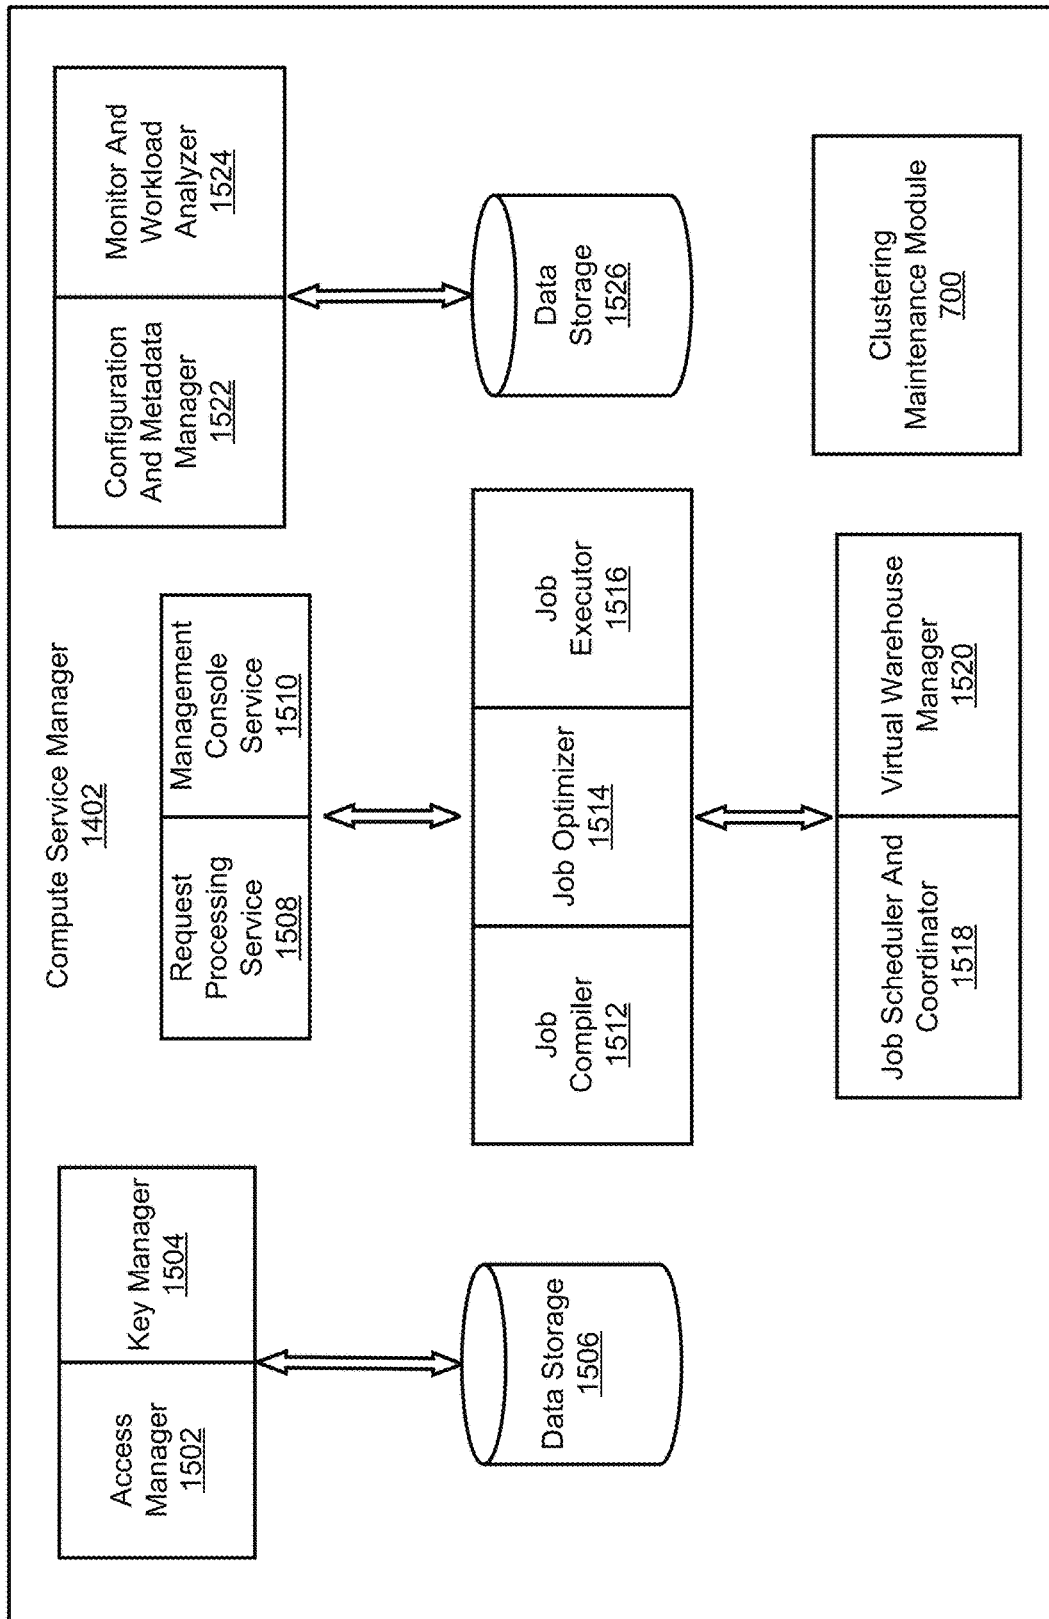 Compute Service Manager
1402
Access
Manager
1502
Key Manager
1504
Request
Processing
Service
1508
Management
Console
Service
1510
Configuration
And Metadata
Manager
1522
Monitor And
Workload
Analyzer
1524
Data Storage
1506
Job
Compiler
1512
Job Optimizer
1514
Job
Executor
1516
Data
Storage
1526
Job Scheduler And
Coordinator
1518
Virtual Warehouse
Manager
1520
Clustering
Maintenance Module
700